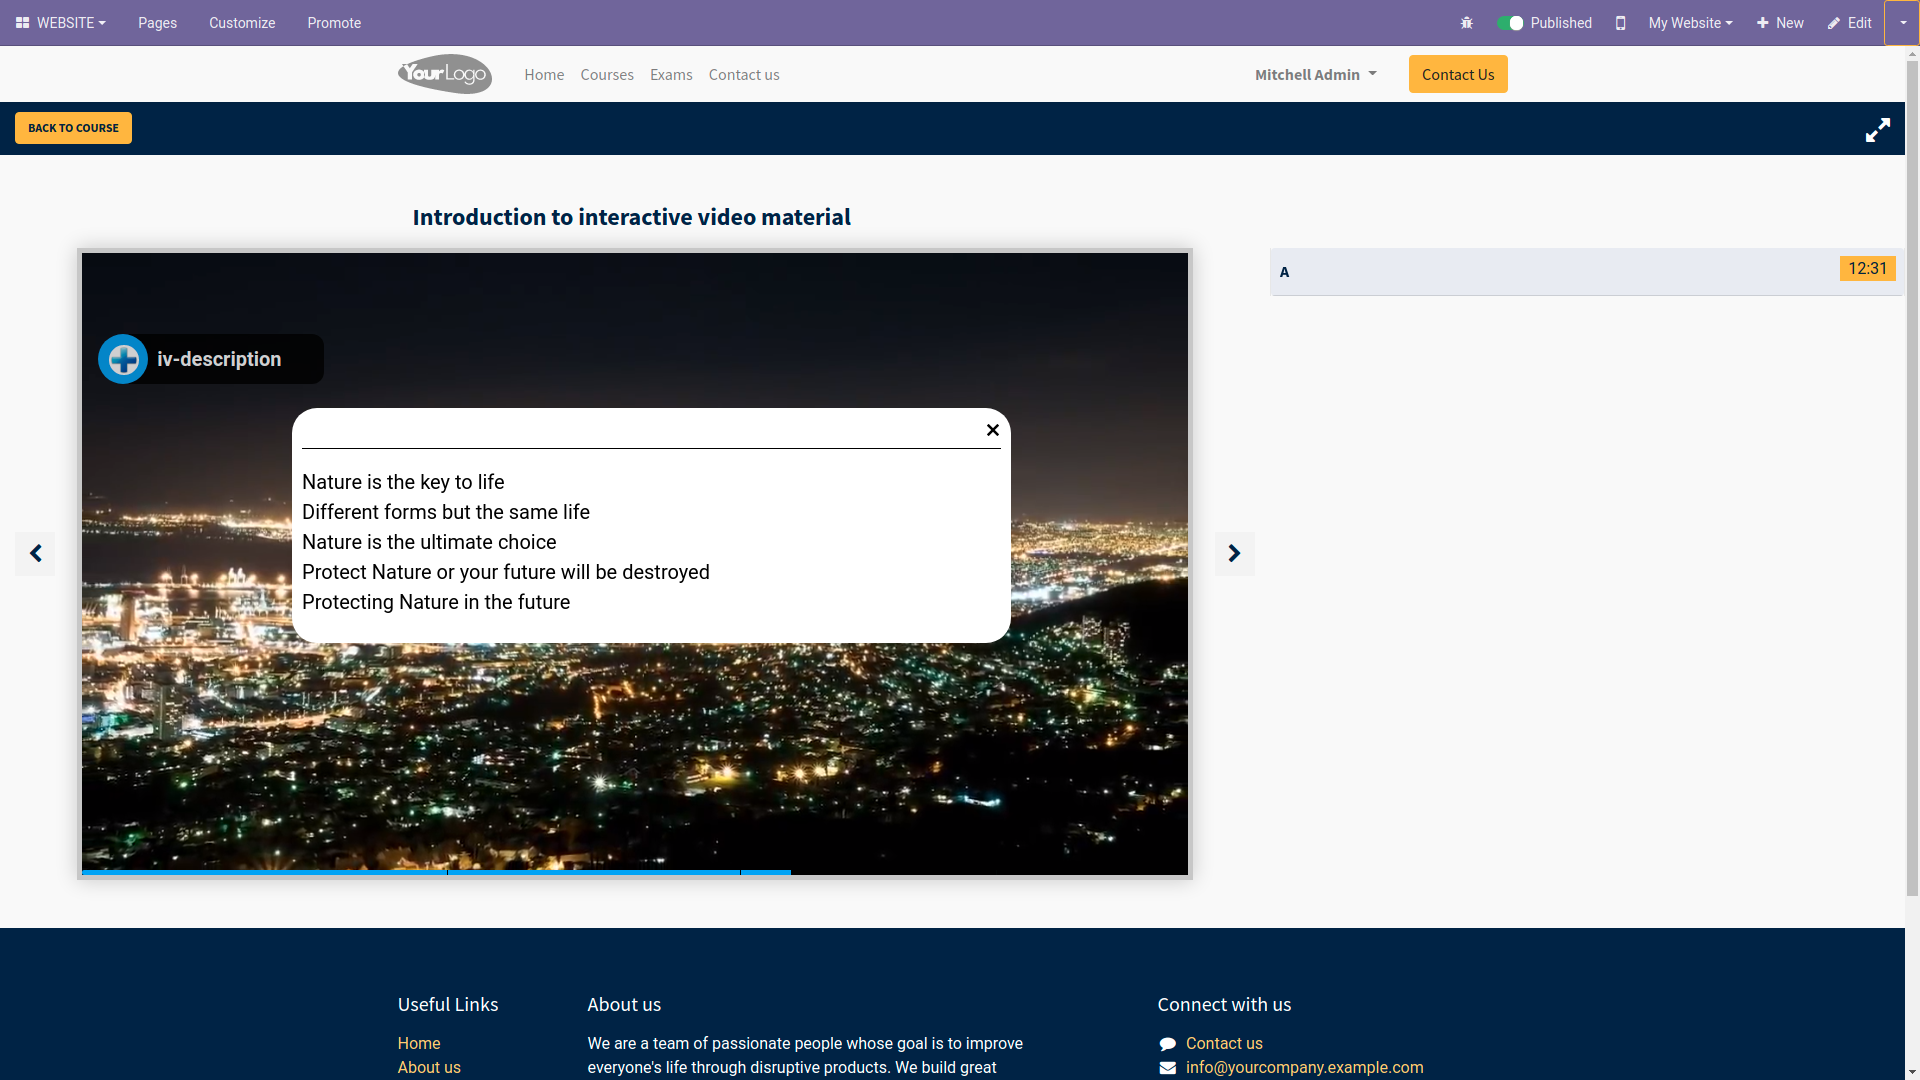 WEBSITE Pages Customize Promote Published My Website New Edit
YourLogo Home Courses Exams Contact us Mitchell Admin Contact Us
BACK TO COURSE
Introduction to interactive video material
A 12:31
iv-description
Nature is the key to life
Different forms but the same life
Nature is the ultimate choice
Protect Nature or your future will be destroyed
Protecting Nature in the future
Useful Links
Home
About us
About us
We are a team of passionate people whose goal is to improve
everyone's life through disruptive products. We build great
Connect with us
Contact us
info@yourcompany.example.com